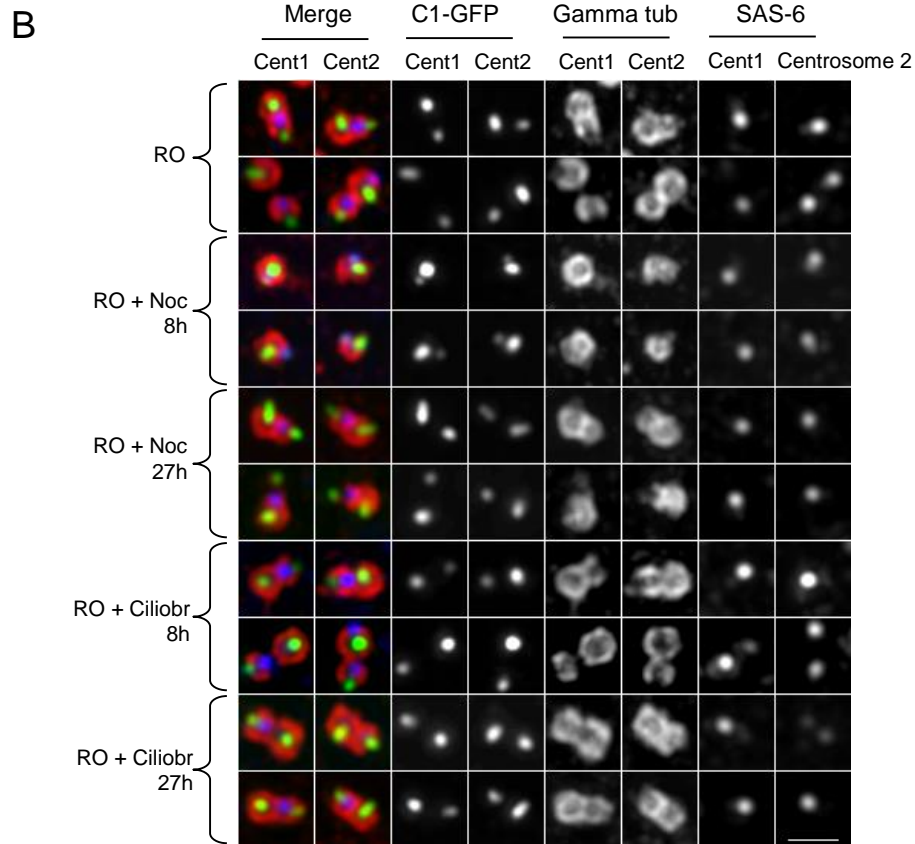 B
Merge C1-GFP Gamma tub SAS-6
Cent1 Cent2 Cent1 Cent2 Cent1 Cent2 Cent1 Centrosome 2
RO
RO + Noc
8h
RO + Noc
27h
RO + Ciliobr
8h
RO + Ciliobr
27h